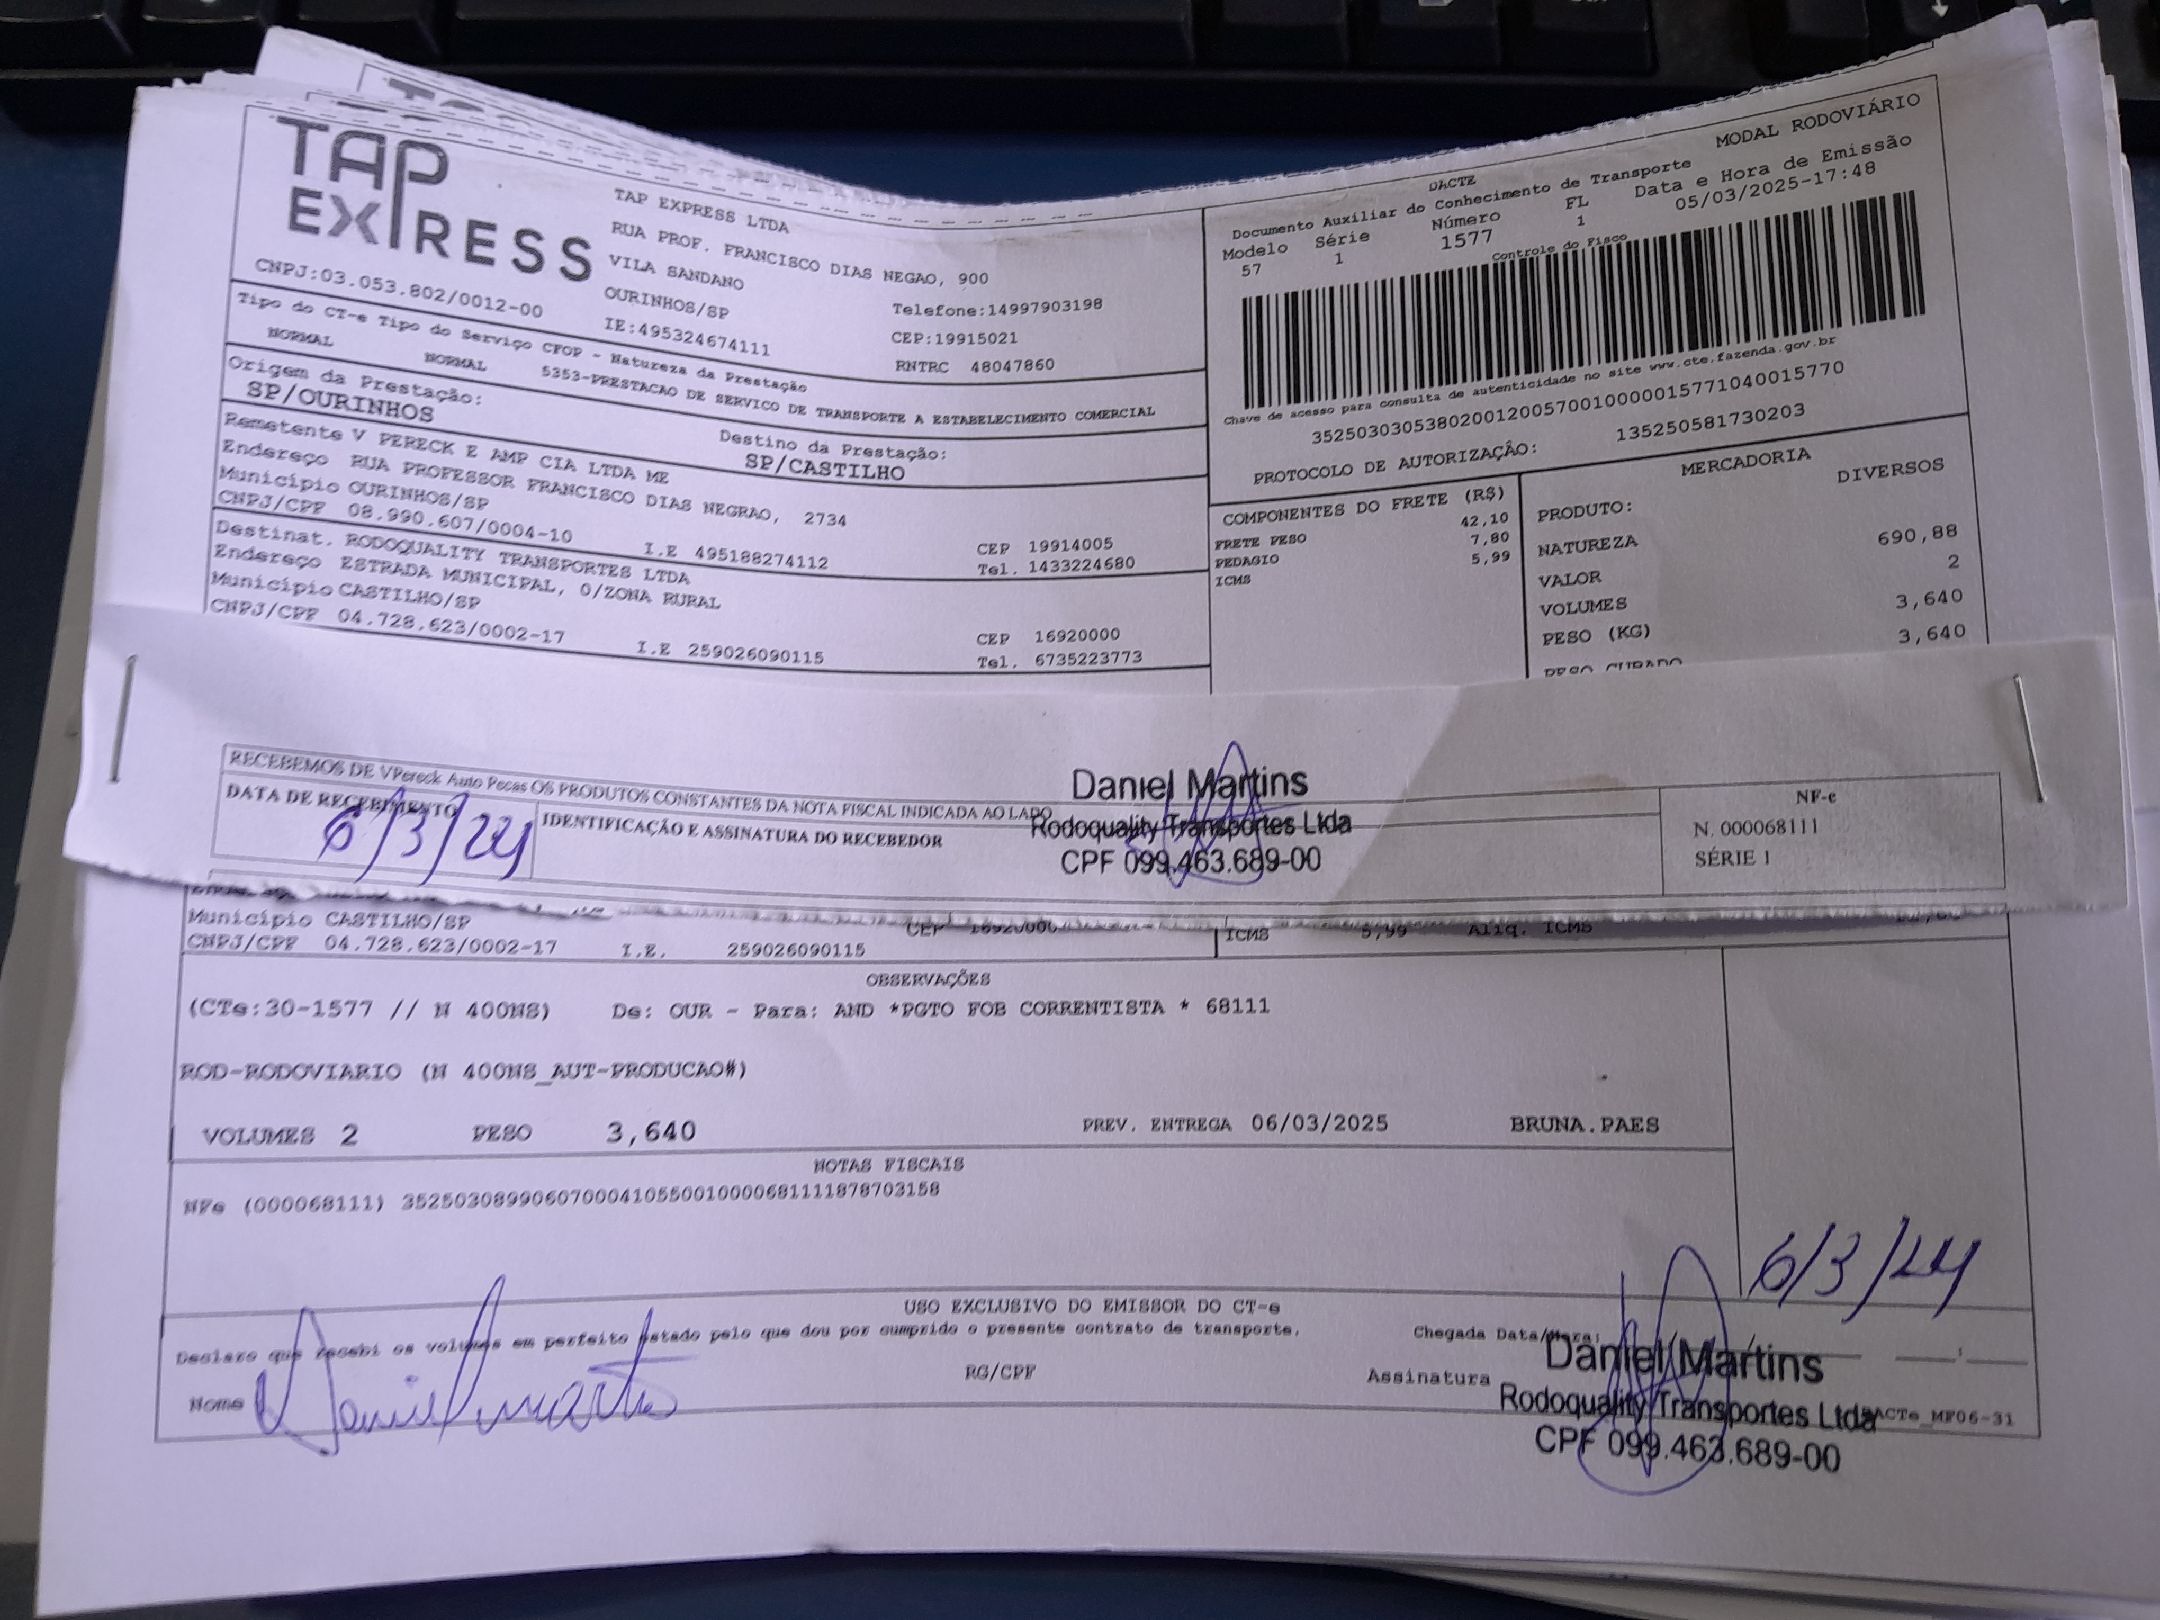 TAP
EXPRESS
CNPJ:03.053.802/0012-00
TAP EXPRESS LTDA
RUA PROF. FRANCISCO DIAS NEGAO, 900
VILA SANDANO
OURINHOS/SP
IE:495324674111
Telefone:14997903198
CEP:19915021
RNTRC 48047860
DACTE
MODAL RODOVIÁRIO
Documento Auxiliar do Conhecimento de Transporte
Data e Hora de Emissão
Modelo Série Número FL
57 1 1577 1
05/03/2025-17:48
Controle do Fisco
Chave de acesso para consulta de autenticidade no site www.cte.fazenda.gov.br
35250303053802001200570010000015771040015770
PROTOCOLO DE AUTORIZAÇÃO: 135250581730203
Tipo do CT-e Tipo do Serviço CFOP - Natureza da Prestação
NORMAL NORMAL 5353-PRESTACAO DE SERVICO DE TRANSPORTE A ESTABELECIMENTO COMERCIAL
Origem da Prestação: Destino da Prestação:
SP/OURINHOS SP/CASTILHO
Remetente V PERECK E AMP CIA LTDA ME
Endereço RUA PROFESSOR FRANCISCO DIAS NEGRAO, 2734
Município OURINHOS/SP CEP 19914005
CNPJ/CPF 08.990.607/0004-10 I.E 495188274112 Tel. 1433224680
Destinat. RODOQUALITY TRANSPORTES LTDA
Endereço ESTRADA MUNICIPAL, 0/ZONA RURAL
Município CASTILHO/SP CEP 16920000
CNPJ/CPF 04.728.623/0002-17 I.E 259026090115 Tel. 6735223773
COMPONENTES DO FRETE (R$)
FRETE PESO 42,10
PEDAGIO 7,80
ICMS 5,99
MERCADORIA
PRODUTO: DIVERSOS
NATUREZA
VALOR 690,88
VOLUMES 2
PESO (KG) 3,640
PESO CUBADO 3,640
RECEBEMOS DE VPereck Auto Pecas OS PRODUTOS CONSTANTES DA NOTA FISCAL INDICADA AO LADO
DATA DE RECEBIMENTO
6/3/24
IDENTIFICAÇÃO E ASSINATURA DO RECEBEDOR
Daniel Martins
Rodoquality Transportes Ltda
CPF 099.463.689-00
NF-e
N. 000068111
SÉRIE 1
Município CASTILHO/SP CEP 16920000
CNPJ/CPF 04.728.623/0002-17 I.E. 259026090115
ICMS 5,99 Aliq. ICMS
OBSERVAÇÕES
(CTe:30-1577 // N 400NS) De: OUR - Para: AND *PGTO FOB CORRENTISTA * 68111
ROD-RODOVIARIO (N 400NS_AUT-PRODUCAO#)
VOLUMES 2 PESO 3,640 PREV. ENTREGA 06/03/2025 BRUNA.PAES
NOTAS FISCAIS
NFe (000068111) 35250308990607000410550010000681111878703158
6/3/24
USO EXCLUSIVO DO EMISSOR DO CT-e
Declaro que recebi os volumes em perfeito estado pelo que dou por cumprido o presente contrato de transporte.
Chegada Data/Hora:
Nome Daniel Martins RG/CPF Assinatura
Daniel Martins
Rodoquality Transportes Ltda
CPF 099.463.689-00
DACTe_MF06-31